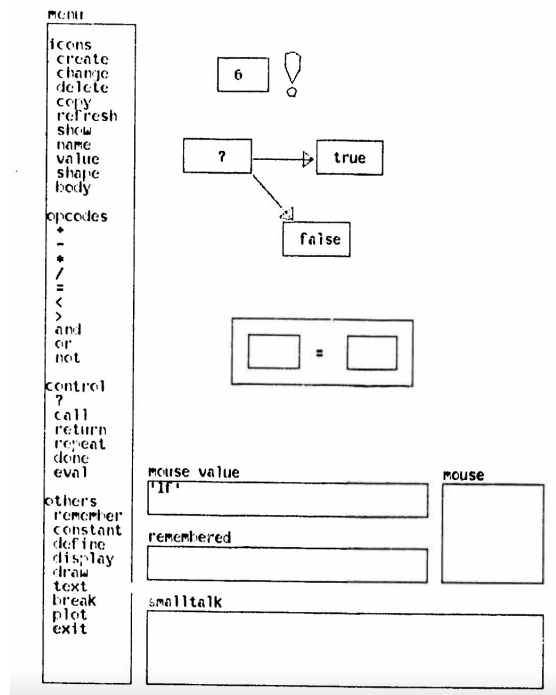 menu
icons
create
change
delete
copy
refresh
show
name
value
shape
body
opcodes
+
-
*
/
=
<
>
and
or
not
control
?
call
return
repeat
done
eval
others
remember
constant
define
display
draw
text
break
plot
exit
6
?
true
false
=
mouse value
'If'
mouse
remembered
smalltalk